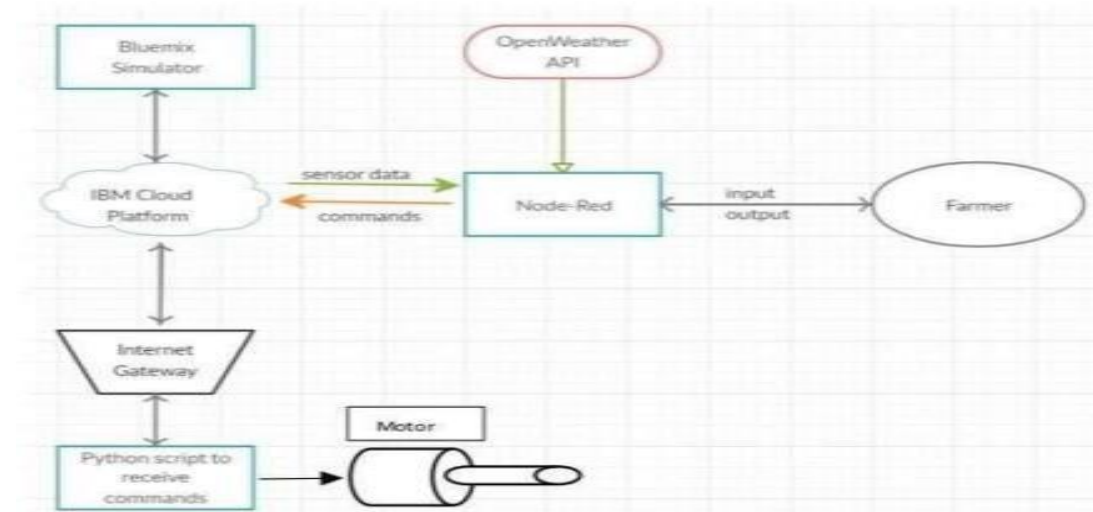 Bluemix
Simulator
OpenWeather
API
IBM Cloud
Platform
sensor data
commands
Node-Red
input
output
Farmer
Internet
Gateway
Motor
Python script to
receive
commands